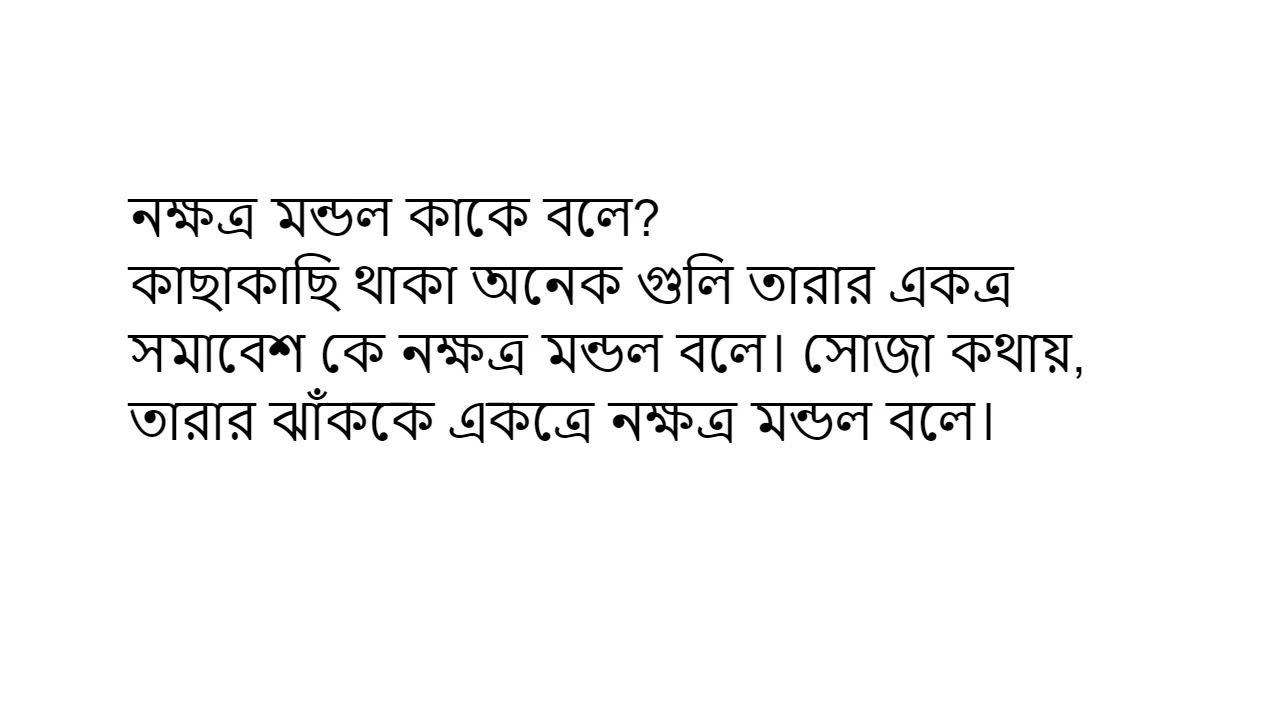 নক্ষত্র মন্ডল কাকে বলে?
কাছাকাছি থাকা অনেক গুলি তারার একত্র
সমাবেশ কে নক্ষত্র মন্ডল বলে। সোজা কথায়,
তারার ঝাঁককে একত্রে নক্ষত্র মন্ডল বলে।